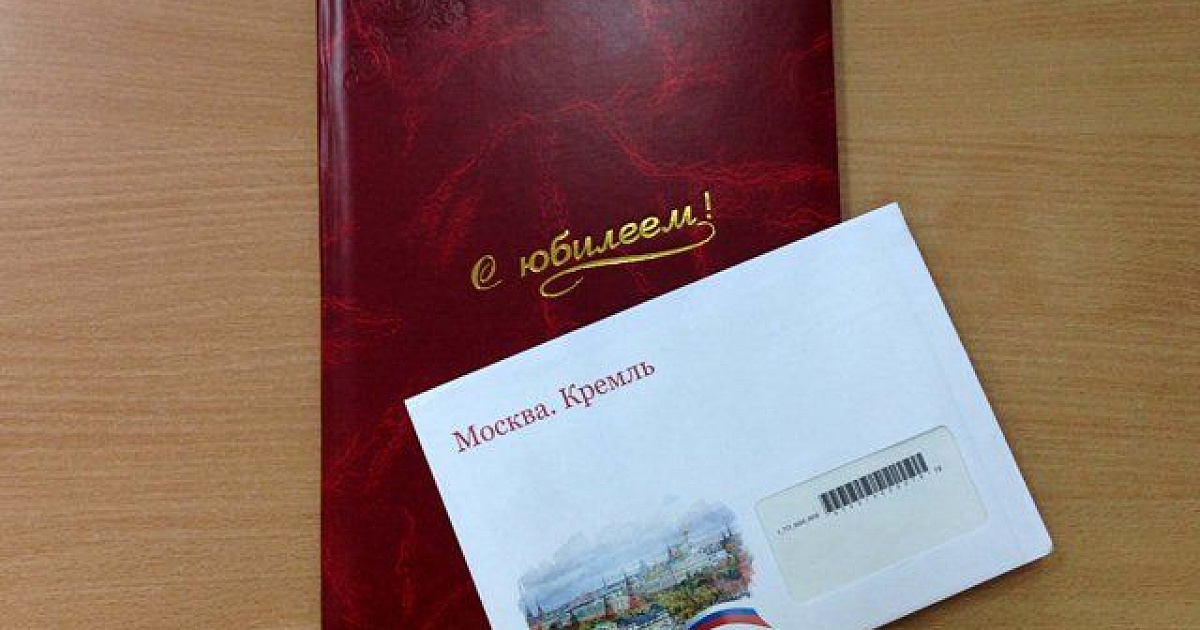 С юбилеем!
Москва. Кремль